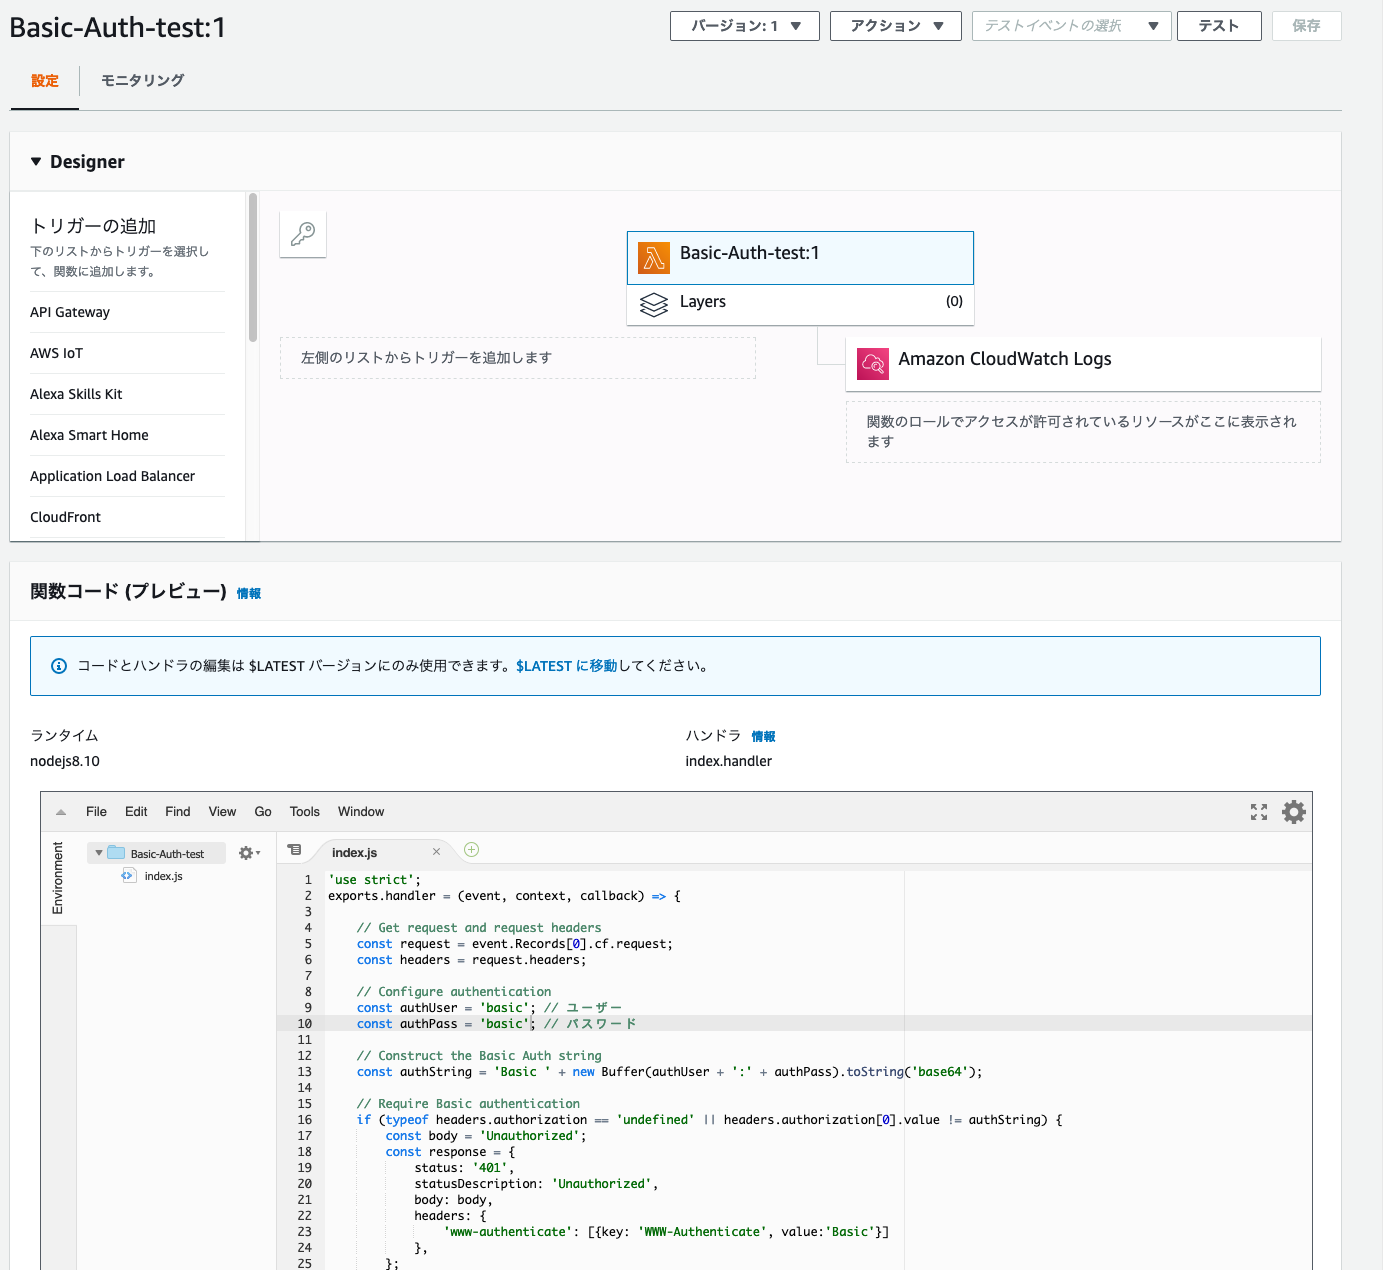 Basic-Auth-test:1
バージョン: 1 ▼
アクション ▼
テストイベントの選択 ▼
テスト
保存
設定
モニタリング
▼ Designer
トリガーの追加
下のリストからトリガーを選択し
て、関数に追加します。
API Gateway
AWS IoT
Alexa Skills Kit
Alexa Smart Home
Application Load Balancer
CloudFront
Basic-Auth-test:1
Layers (0)
左側のリストからトリガーを追加します
Amazon CloudWatch Logs
関数のロールでアクセスが許可されているリソースがここに表示され
ます
関数コード (プレビュー) 情報
コードとハンドラの編集は $LATEST バージョンにのみ使用できます。$LATEST に移動してください。
ランタイム
nodejs8.10
ハンドラ 情報
index.handler
File Edit Find View Go Tools Window
Environment
Basic-Auth-test
index.js
index.js
1 'use strict';
2 exports.handler = (event, context, callback) => {
3
4 // Get request and request headers
5 const request = event.Records[0].cf.request;
6 const headers = request.headers;
7
8 // Configure authentication
9 const authUser = 'basic'; // ユーザー
10 const authPass = 'basic'; // パスワード
11
12 // Construct the Basic Auth string
13 const authString = 'Basic ' + new Buffer(authUser + ':' + authPass).toString('base64');
14
15 // Require Basic authentication
16 if (typeof headers.authorization == 'undefined' || headers.authorization[0].value != authString) {
17 const body = 'Unauthorized';
18 const response = {
19 status: '401',
20 statusDescription: 'Unauthorized',
21 body: body,
22 headers: {
23 'www-authenticate': [{key: 'WWW-Authenticate', value:'Basic'}]
24 },
25 };